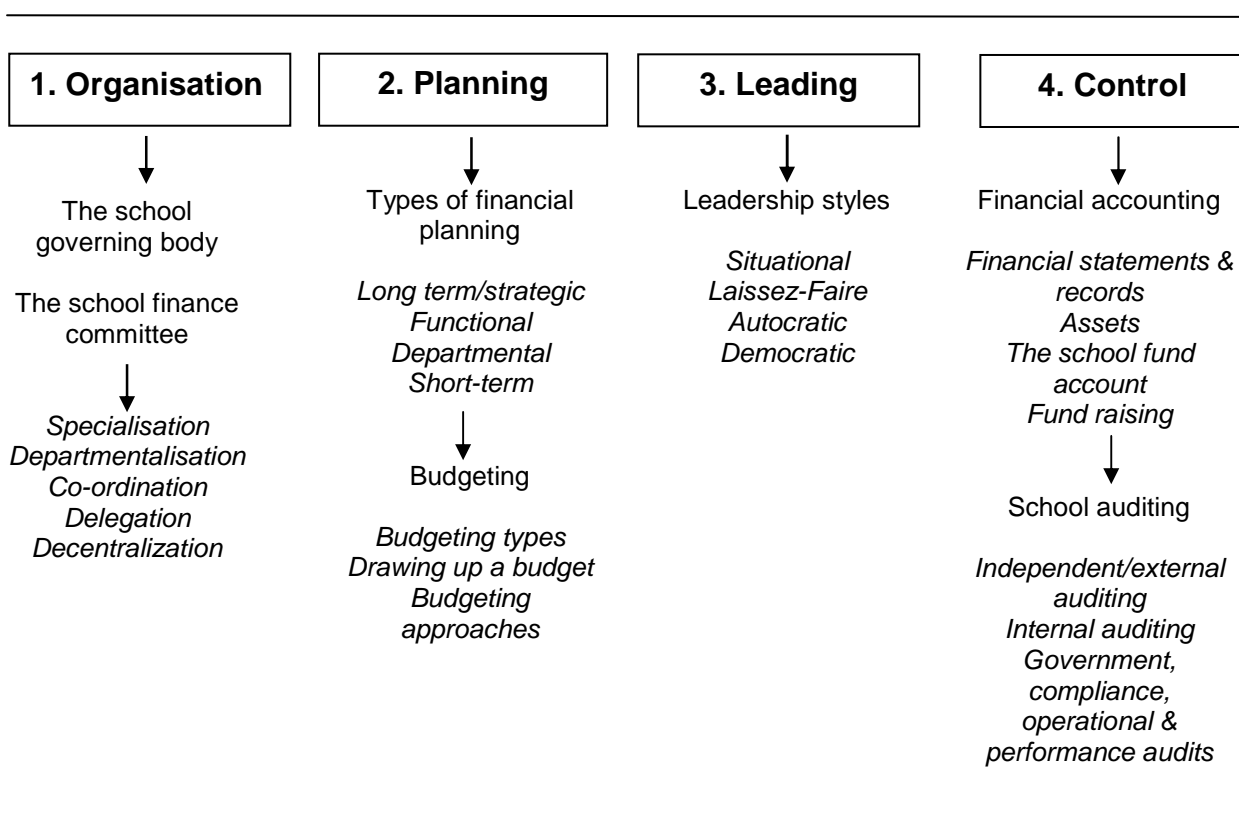 1. Organisation
The school
governing body
The school finance
committee
Specialisation
Departmentalisation
Co-ordination
Delegation
Decentralization
2. Planning
Types of financial
planning
Long term/strategic
Functional
Departmental
Short-term
Budgeting
Budgeting types
Drawing up a budget
Budgeting
approaches
3. Leading
Leadership styles
Situational
Laissez-Faire
Autocratic
Democratic
4. Control
Financial accounting
Financial statements &
records
Assets
The school fund
account
Fund raising
School auditing
Independent/external
auditing
Internal auditing
Government,
compliance,
operational &
performance audits